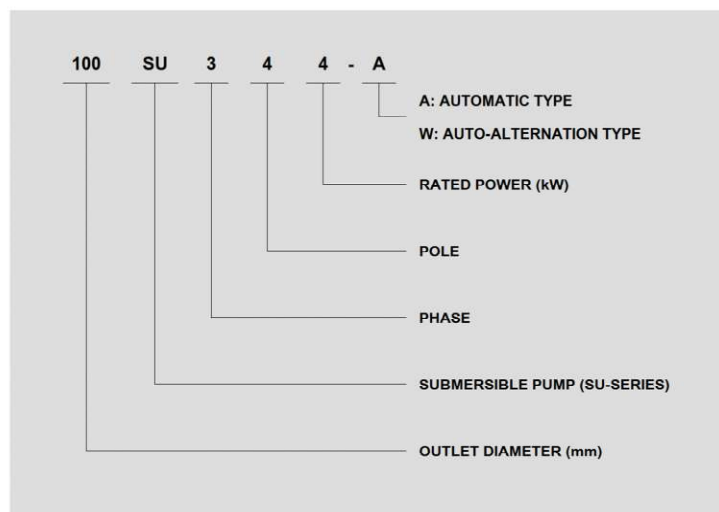 100 SU 3 4 4 - A
A: AUTOMATIC TYPE
W: AUTO-ALTERNATION TYPE
RATED POWER (kW)
POLE
PHASE
SUBMERSIBLE PUMP (SU-SERIES)
OUTLET DIAMETER (mm)